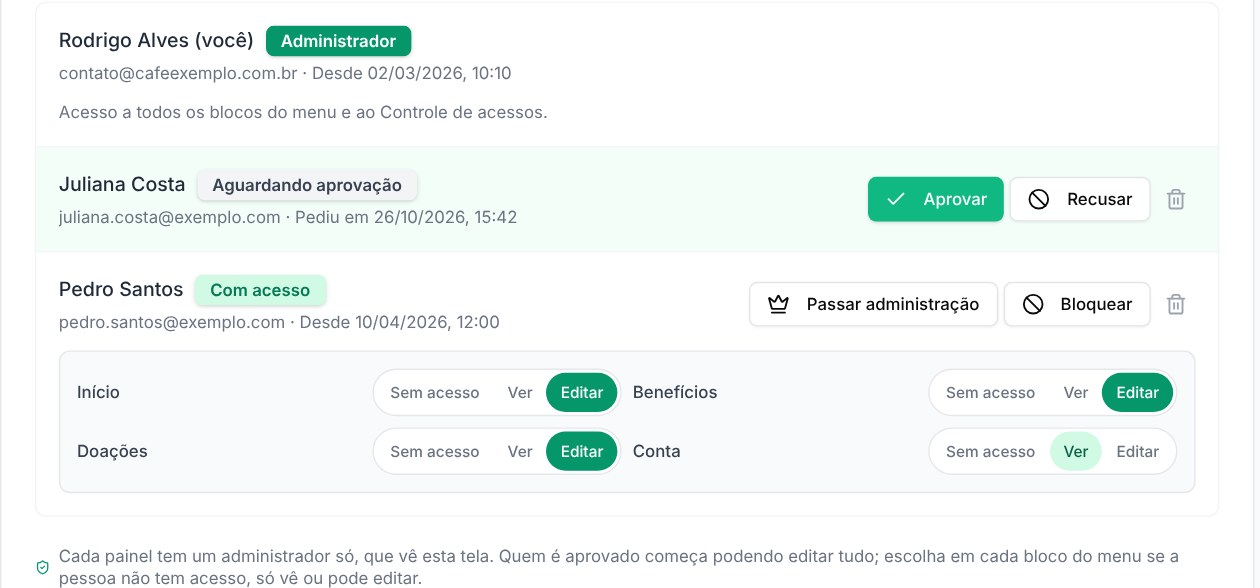 Rodrigo Alves (você) Administrador
contato@cafeexemplo.com.br · Desde 02/03/2026, 10:10
Acesso a todos os blocos do menu e ao Controle de acessos.
Juliana Costa Aguardando aprovação
juliana.costa@exemplo.com · Pediu em 26/10/2026, 15:42
Aprovar Recusar
Pedro Santos Com acesso
pedro.santos@exemplo.com · Desde 10/04/2026, 12:00
Passar administração Bloquear
Início Sem acesso Ver Editar Benefícios Sem acesso Ver Editar
Doações Sem acesso Ver Editar Conta Sem acesso Ver Editar
Cada painel tem um administrador só, que vê esta tela. Quem é aprovado começa podendo editar tudo; escolha em cada bloco do menu se a
pessoa não tem acesso, só vê ou pode editar.